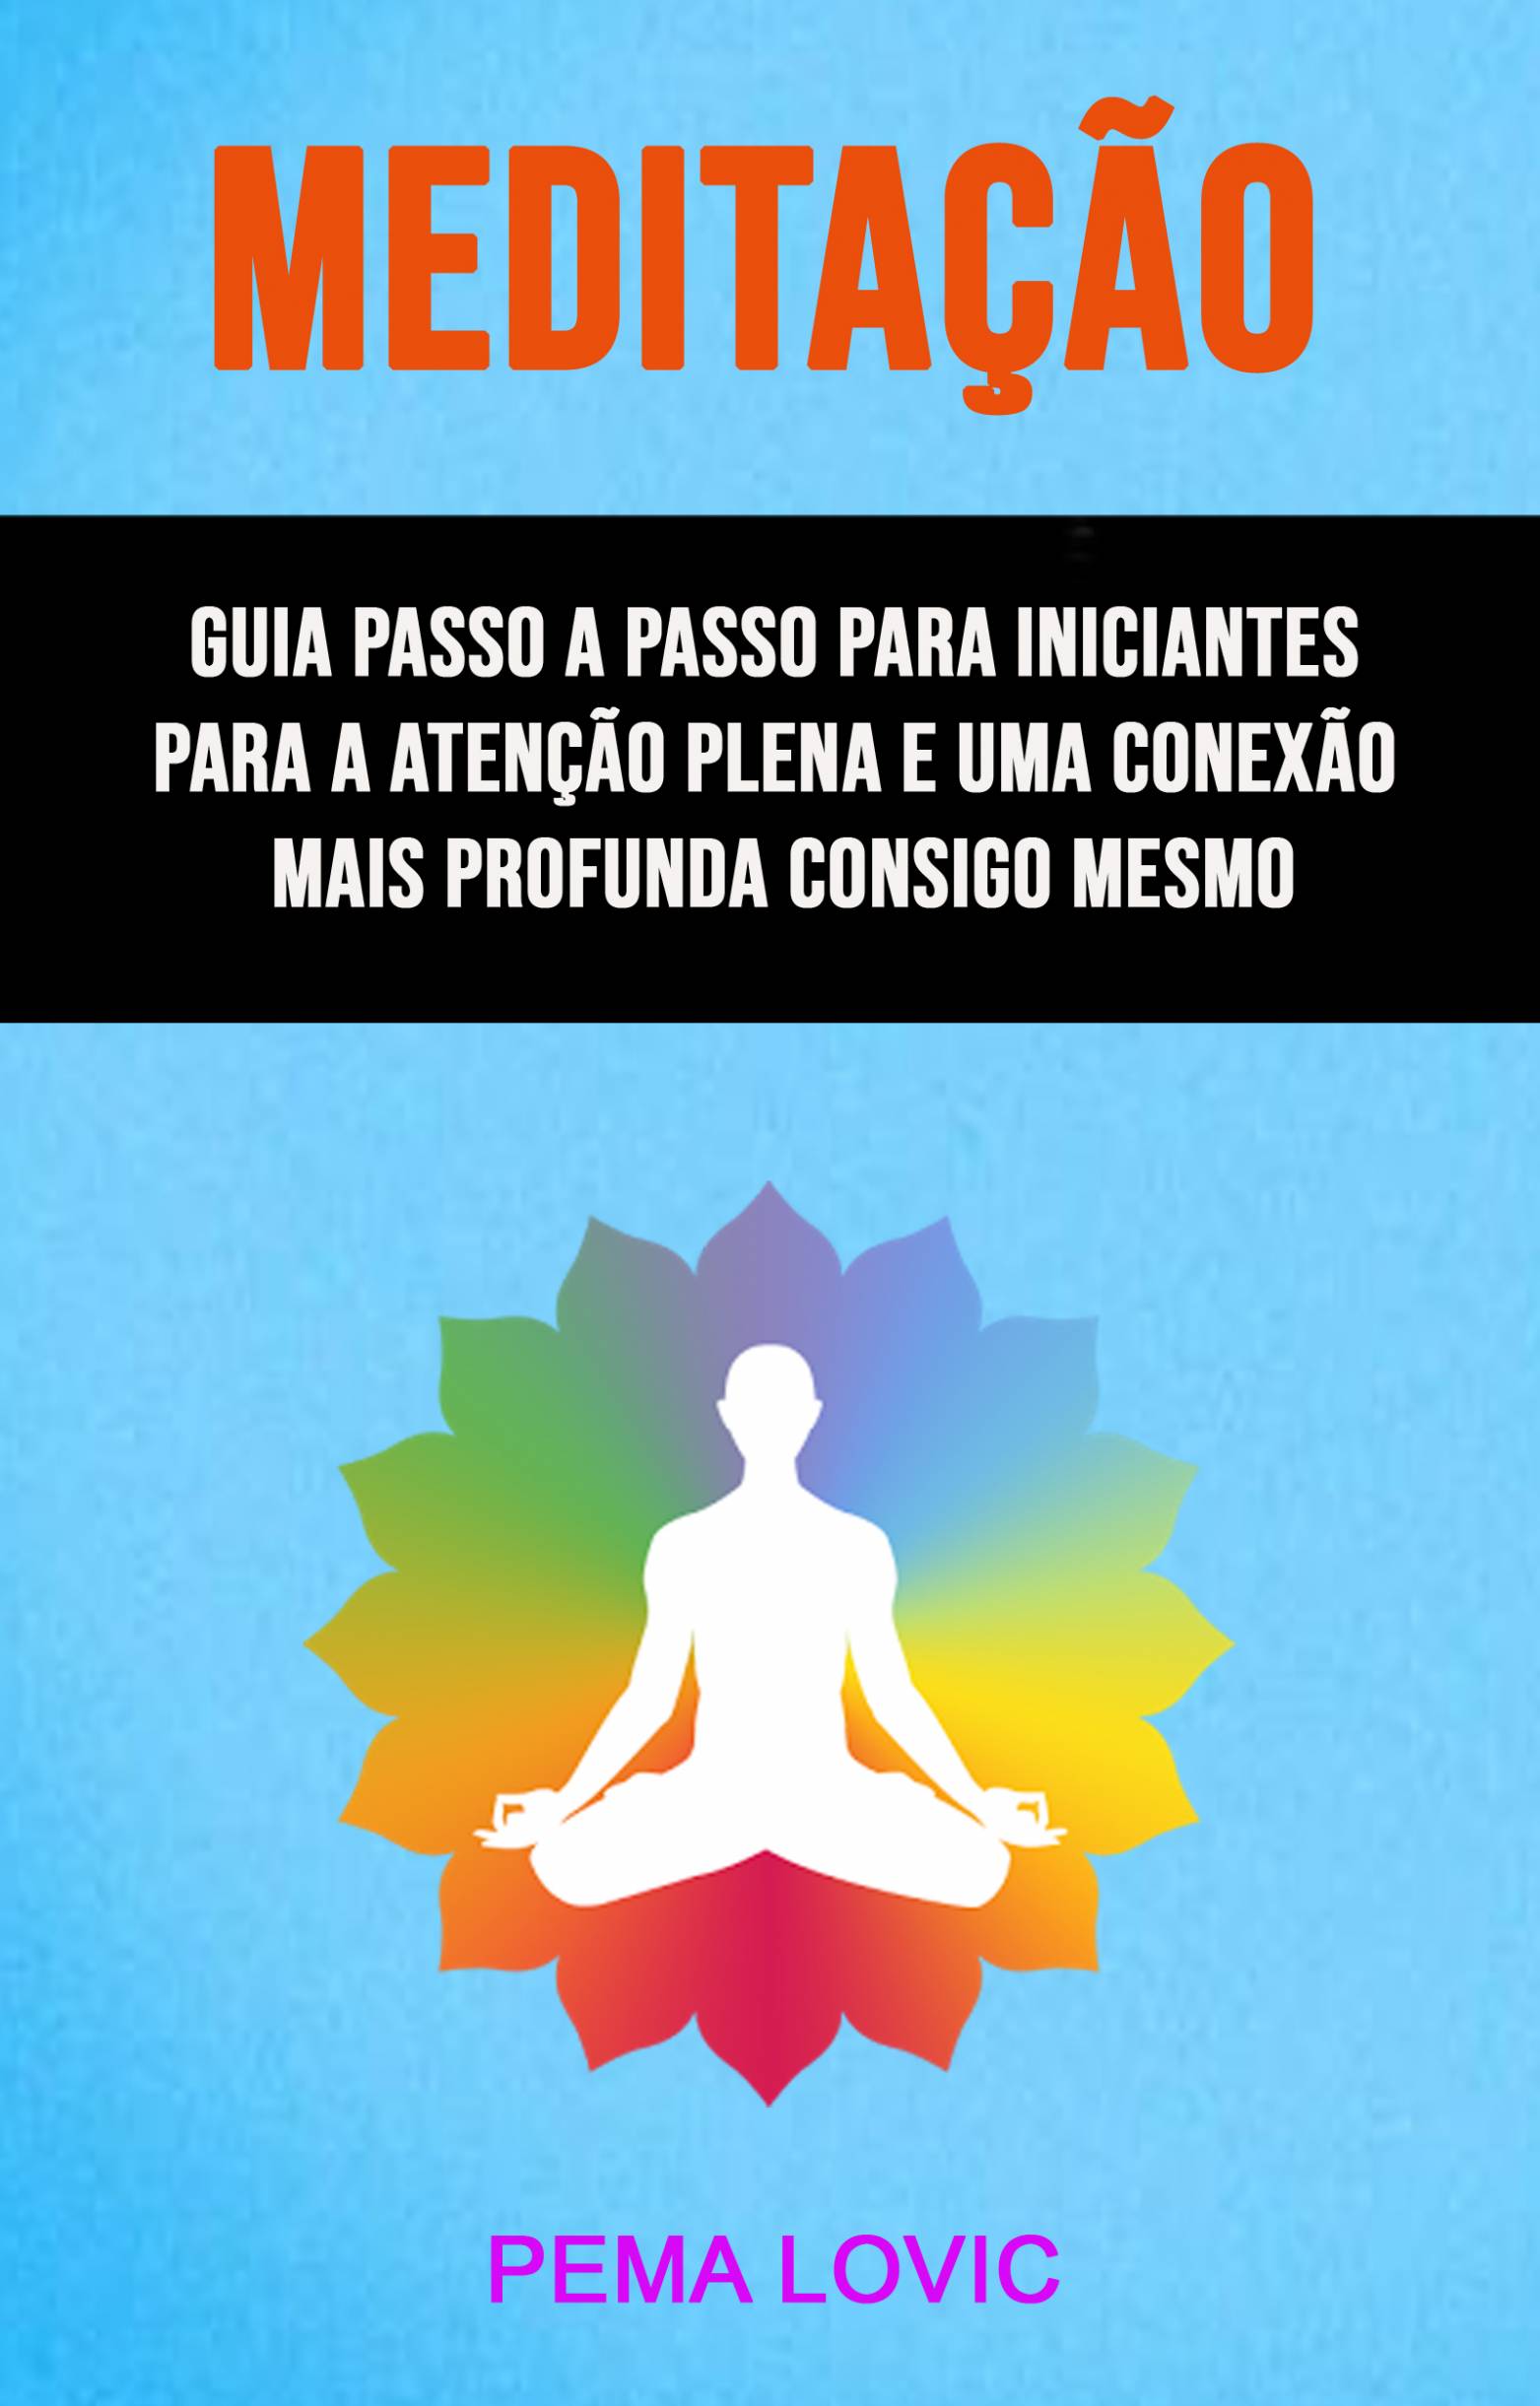 MEDITAÇÃO
GUIA PASSO A PASSO PARA INICIANTES
PARA A ATENÇÃO PLENA E UMA CONEXÃO
MAIS PROFUNDA CONSIGO MESMO
PEMA LOVIC